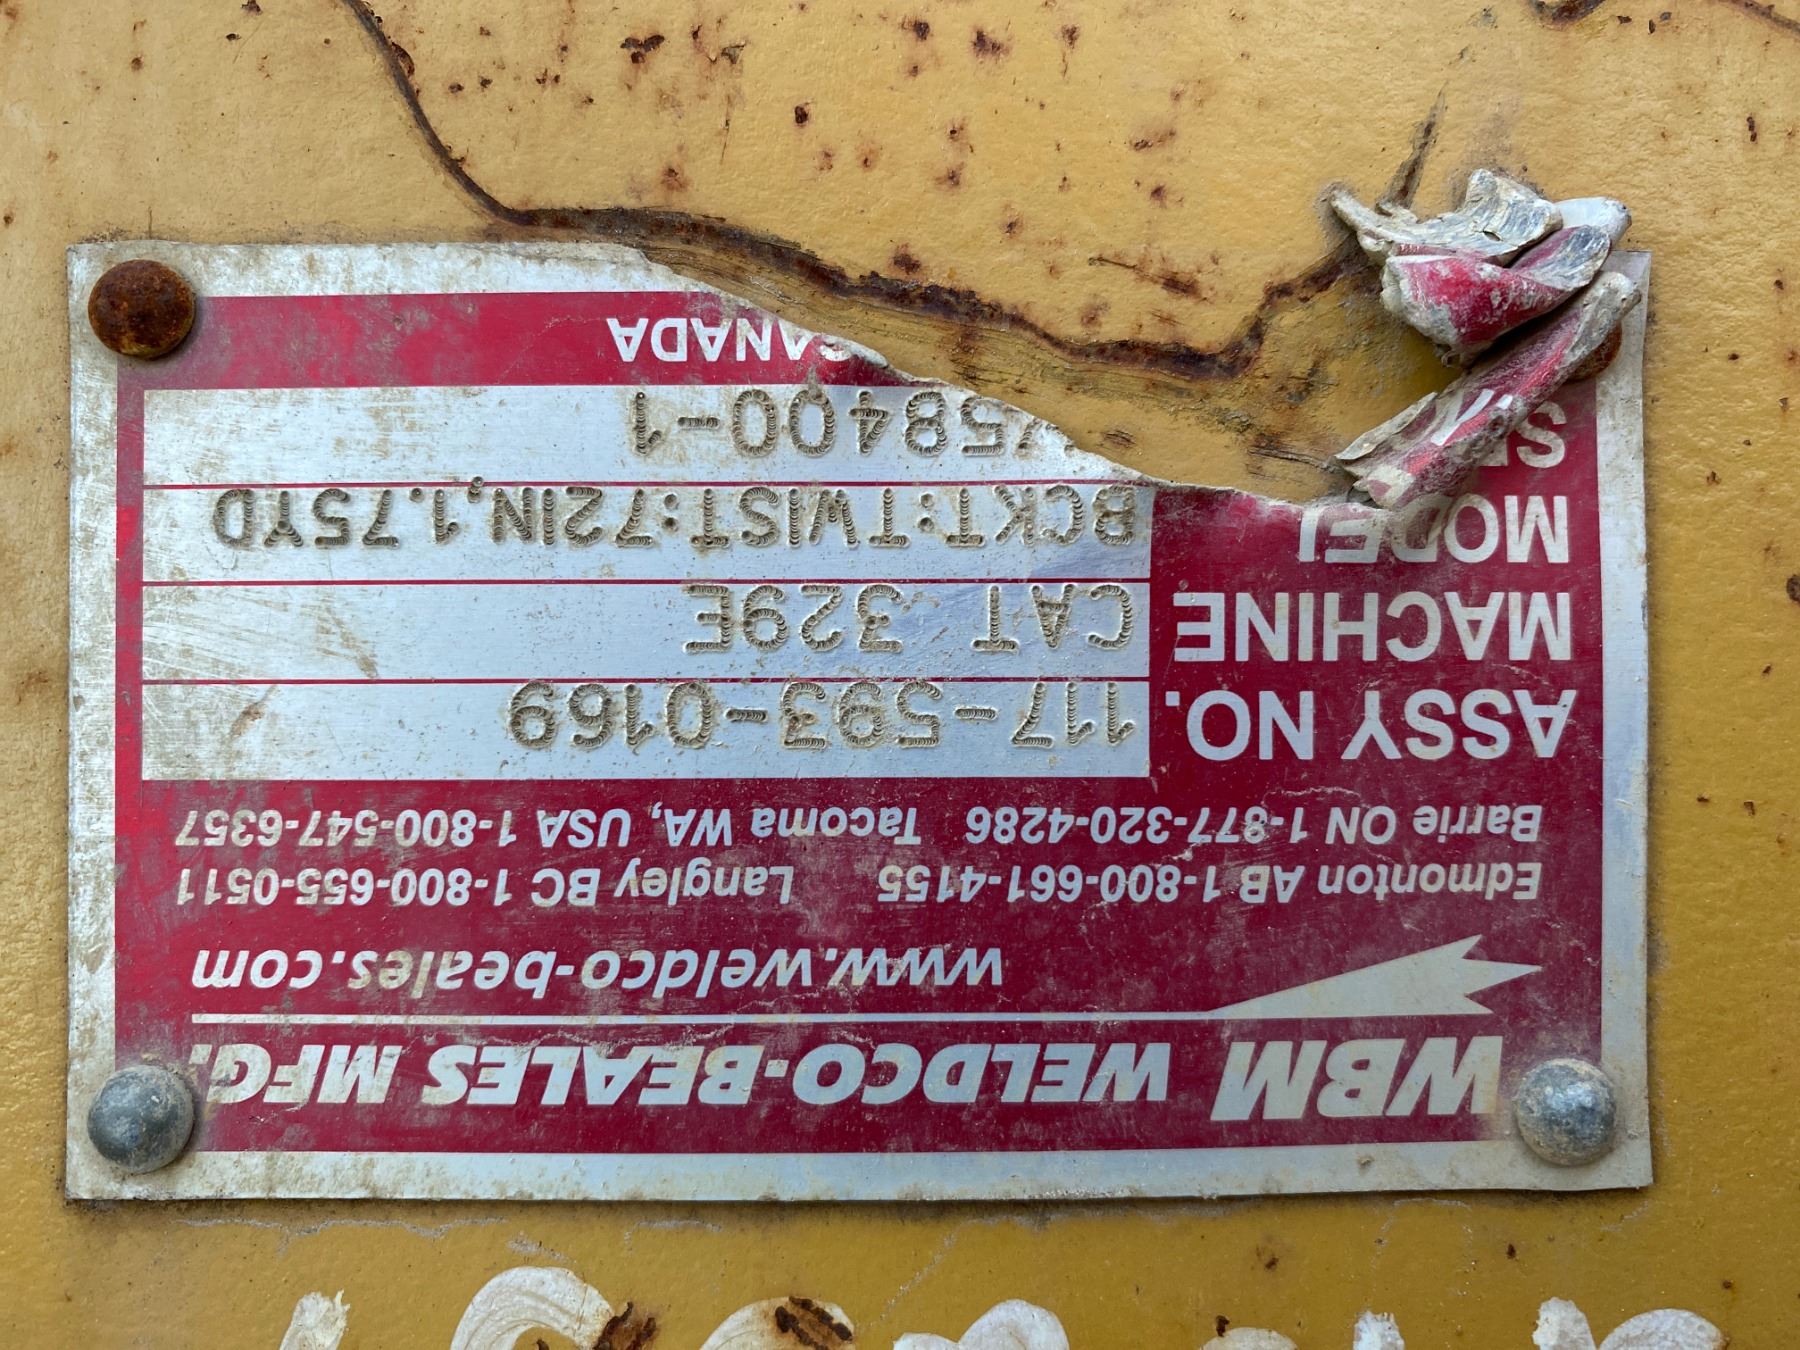 WBM WELDCO-BEALES MFG.
www.weldco-beales.com
Edmonton AB 1-800-661-4155 Langley BC 1-800-655-0511
Barrie ON 1-877-320-4286 Tacoma WA, USA 1-800-547-6357
ASSY NO. 117-593-0169
MACHINE CAT 329E
MODEL BCKT:TWIST:72IN,1.75YD
58400-1
CANADA